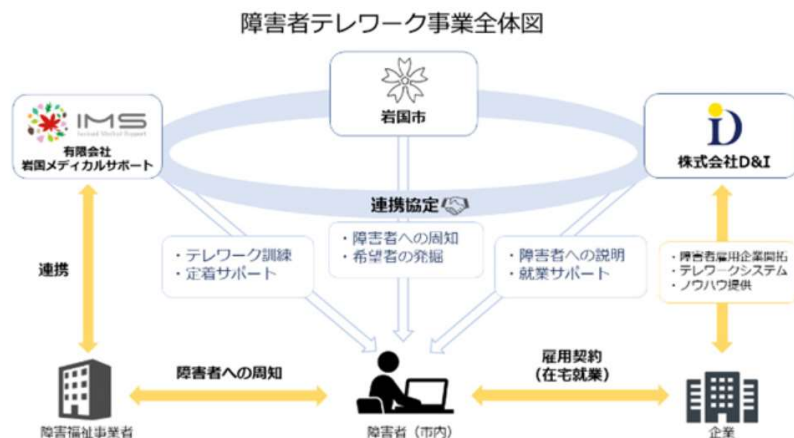 障害者テレワーク事業全体図
IMS
Iwakuni Medical Support
有限会社
岩国メディカルサポート
岩国市
iD
株式会社D&I
連携協定
連携
・テレワーク訓練
・定着サポート
・障害者への周知
・希望者の発掘
・障害者への説明
・就業サポート
・障害者雇用企業開拓
・テレワークシステム
・ノウハウ提供
障害者への周知
雇用契約
(在宅就業)
障害福祉事業者
障害者(市内)
企業